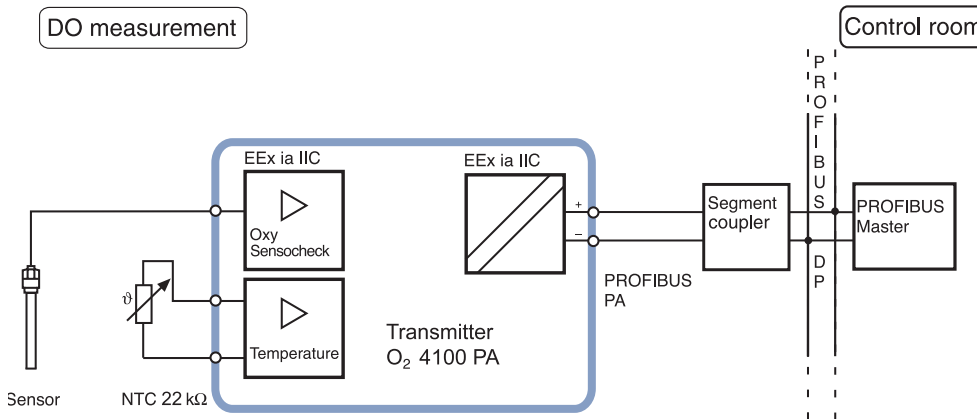 DO measurement
Control room
PROFIBUS DP
EEx ia IIC
EEx ia IIC
Oxy
Sensocheck
+
−
Segment
coupler
PROFIBUS
Master
PROFIBUS
PA
ϑ
Temperature
Transmitter
O₂ 4100 PA
Sensor
NTC 22 kΩ